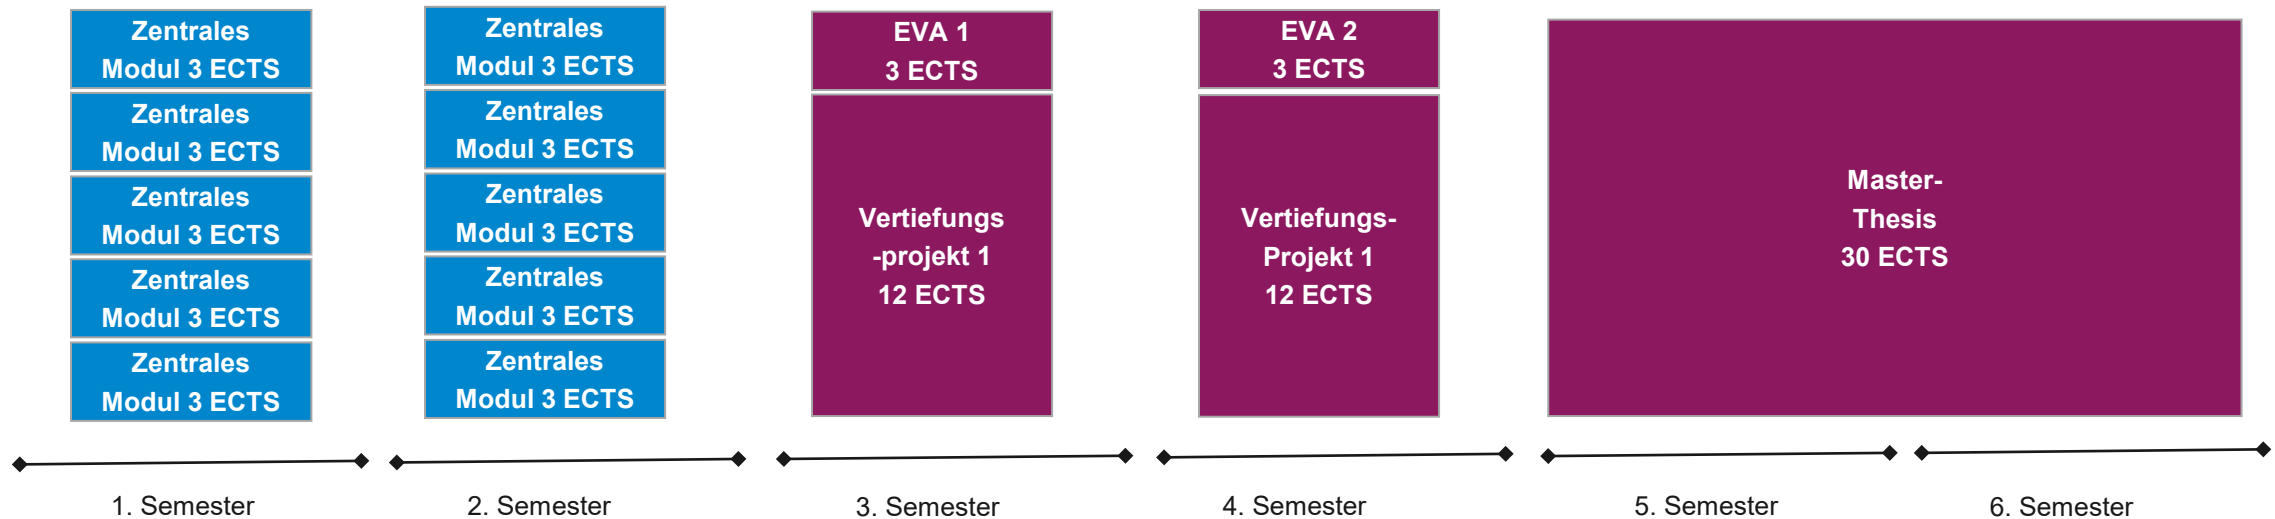 Zentrales
Modul 3 ECTS
Zentrales
Modul 3 ECTS
Zentrales
Modul 3 ECTS
Zentrales
Modul 3 ECTS
Zentrales
Modul 3 ECTS
Zentrales
Modul 3 ECTS
Zentrales
Modul 3 ECTS
Zentrales
Modul 3 ECTS
Zentrales
Modul 3 ECTS
Zentrales
Modul 3 ECTS
EVA 1
3 ECTS
Vertiefungs
-projekt 1
12 ECTS
EVA 2
3 ECTS
Vertiefungs-
Projekt 1
12 ECTS
Master-
Thesis
30 ECTS
1. Semester
2. Semester
3. Semester
4. Semester
5. Semester
6. Semester